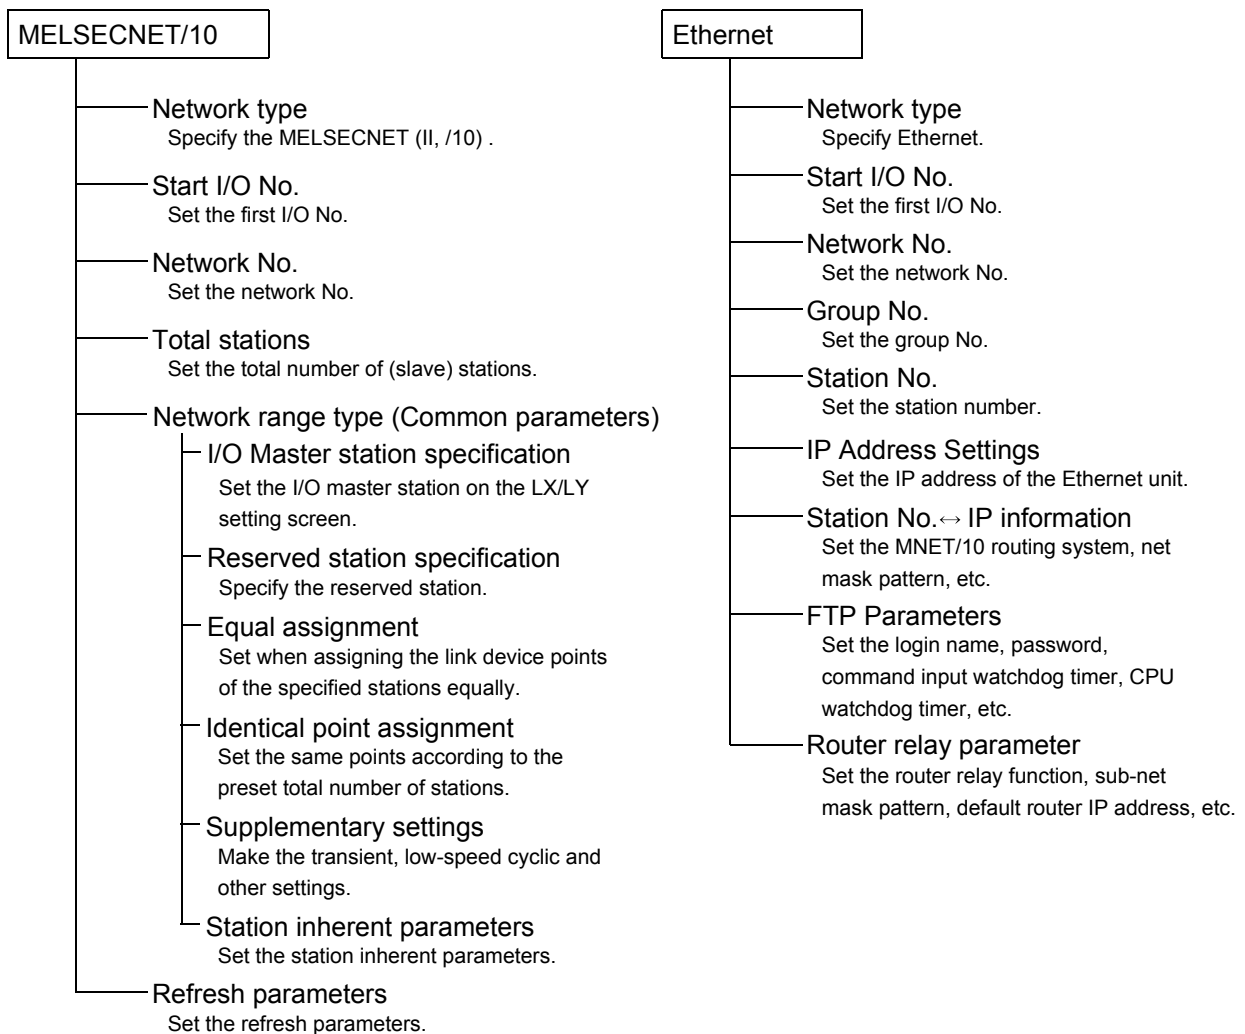 MELSECNET/10
Network type
Specify the MELSECNET (II, /10) .
Start I/O No.
Set the first I/O No.
Network No.
Set the network No.
Total stations
Set the total number of (slave) stations.
Network range type (Common parameters)
I/O Master station specification
Set the I/O master station on the LX/LY
setting screen.
Reserved station specification
Specify the reserved station.
Equal assignment
Set when assigning the link device points
of the specified stations equally.
Identical point assignment
Set the same points according to the
preset total number of stations.
Supplementary settings
Make the transient, low-speed cyclic and
other settings.
Station inherent parameters
Set the station inherent parameters.
Refresh parameters
Set the refresh parameters.
Ethernet
Network type
Specify Ethernet.
Start I/O No.
Set the first I/O No.
Network No.
Set the network No.
Group No.
Set the group No.
Station No.
Set the station number.
IP Address Settings
Set the IP address of the Ethernet unit.
Station No.↔ IP information
Set the MNET/10 routing system, net
mask pattern, etc.
FTP Parameters
Set the login name, password,
command input watchdog timer, CPU
watchdog timer, etc.
Router relay parameter
Set the router relay function, sub-net
mask pattern, default router IP address, etc.